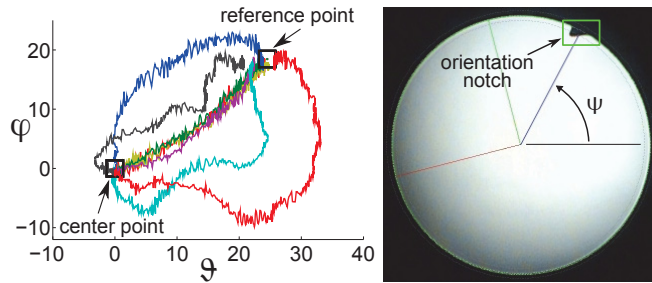 reference point
20
10
φ
0
center point
−10
−10
0
10
20
30
40
ϑ
orientation
notch
Ψ